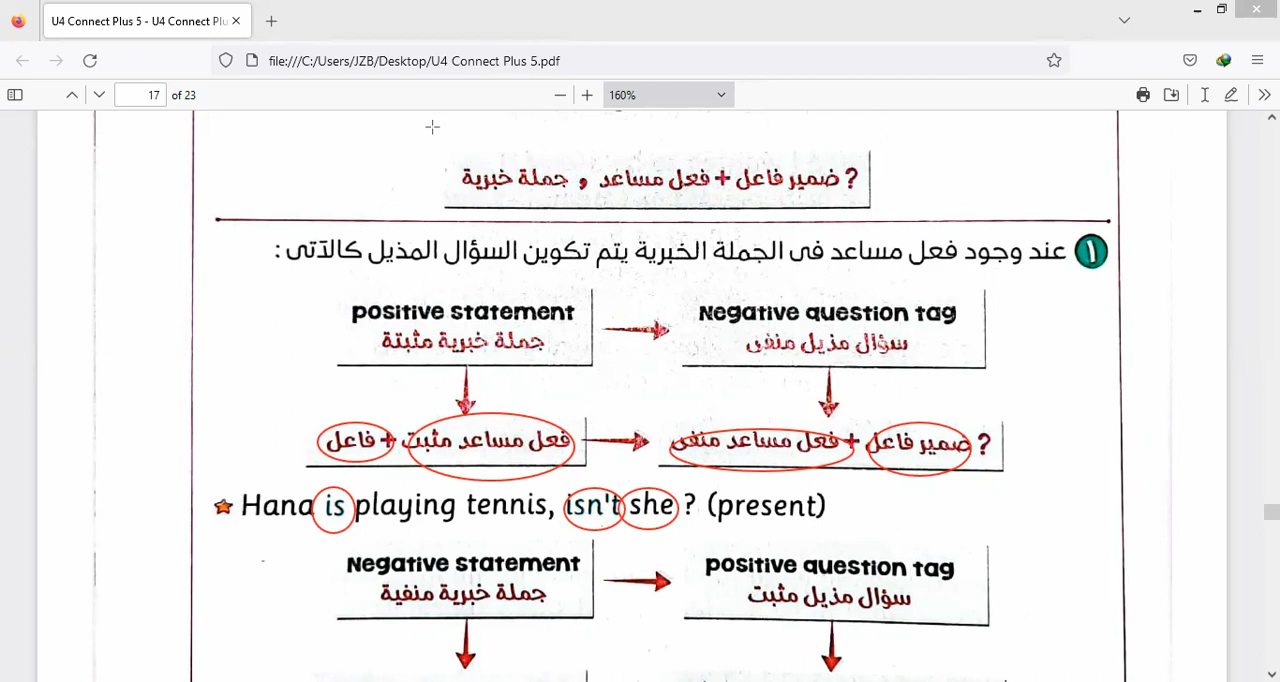 U4 Connect Plus 5 - U4 Connect Plu
file:///C:/Users/JZB/Desktop/U4 Connect Plus 5.pdf
17 of 23
160%
جملة خبرية , فعل مساعد + ضمير فاعل ?
١ عند وجود فعل مساعد فى الجملة الخبرية يتم تكوين السؤال المذيل كالآتى :
positive statement
جملة خبرية مثبتة
Negative question tag
سؤال مذيل منفى
فاعل + فعل مساعد مثبت
فعل مساعد منفى + ضمير فاعل ?
Hana is playing tennis, isn't she ? (present)
Negative statement
جملة خبرية منفية
positive question tag
سؤال مذيل مثبت